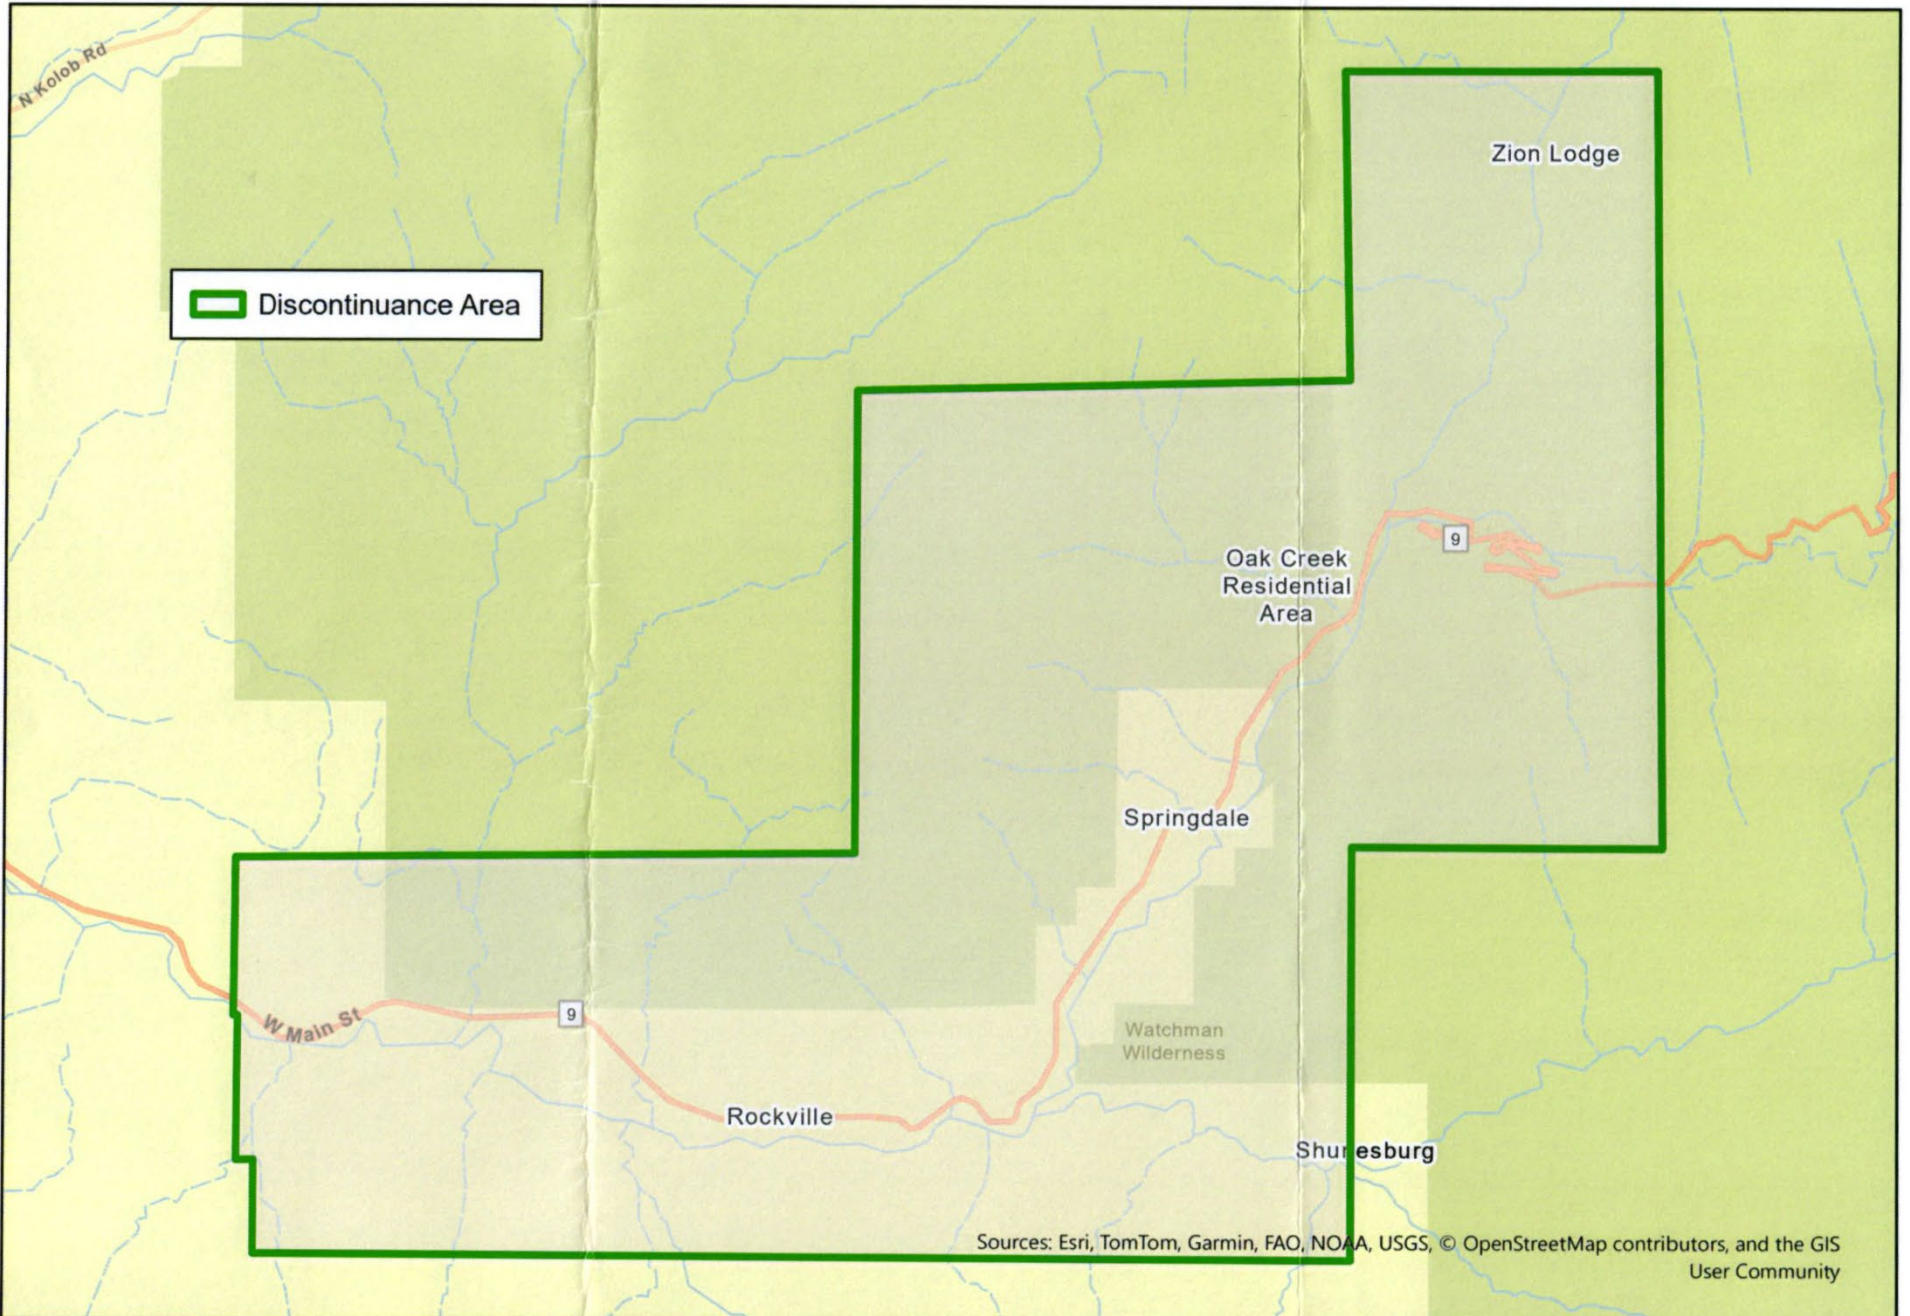 N Kolob Rd
Zion Lodge
Discontinuance Area
9
Oak Creek
Residential
Area
Springdale
W Main St
9
Watchman
Wilderness
Rockville
Shunesburg
Sources: Esri, TomTom, Garmin, FAO, NOAA, USGS, © OpenStreetMap contributors, and the GIS
User Community